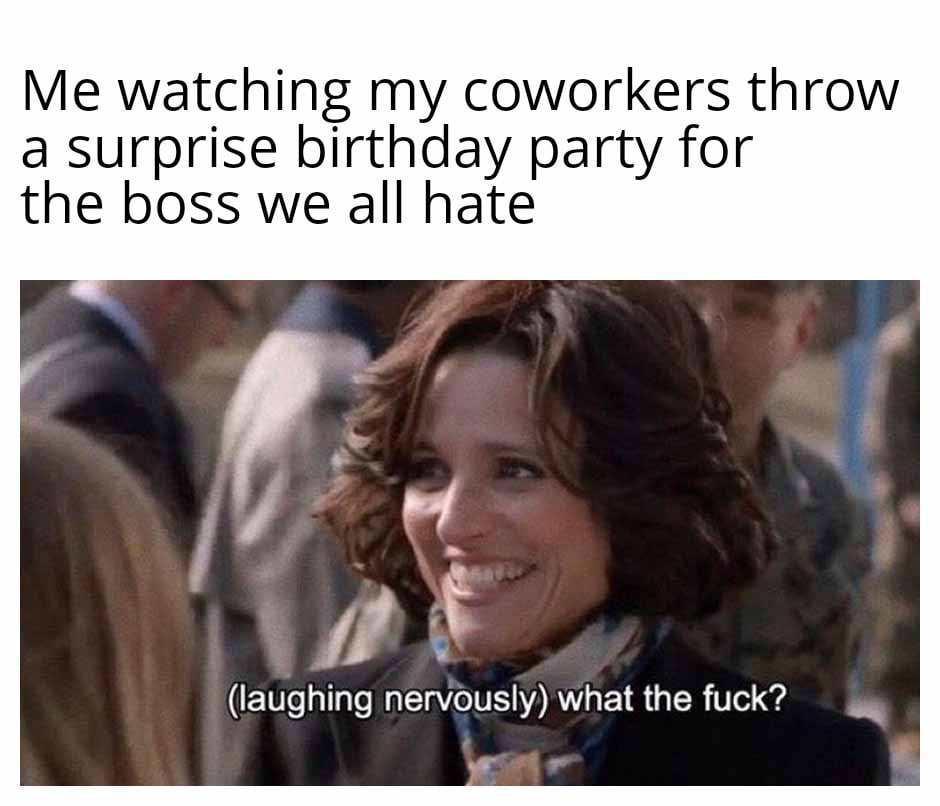 Me watching my coworkers throw
a surprise birthday party for
the boss we all hate
(laughing nervously) what the fuck?